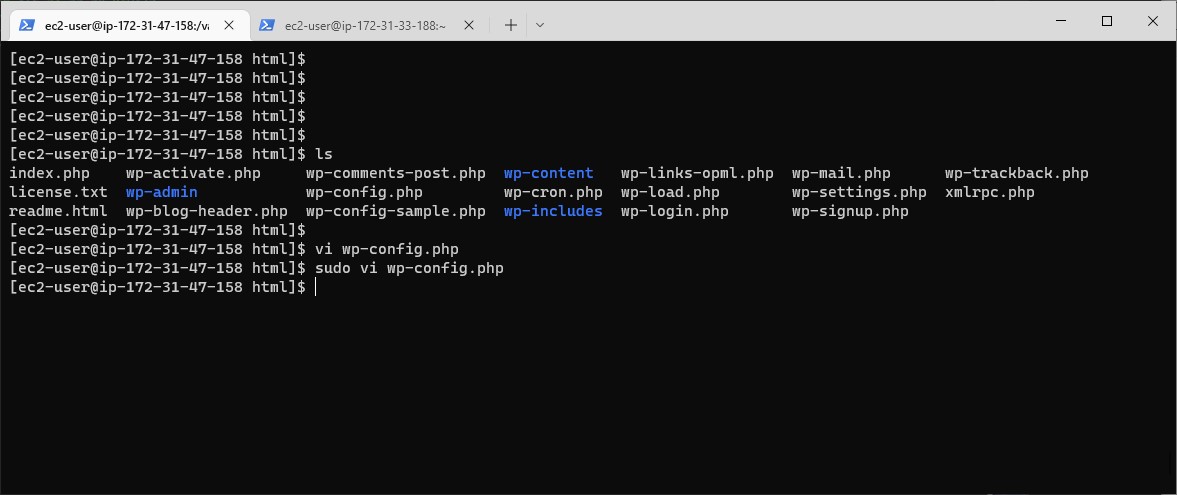 ec2-user@ip-172-31-47-158:/va
ec2-user@ip-172-31-33-188:~
[ec2-user@ip-172-31-47-158 html]$
[ec2-user@ip-172-31-47-158 html]$
[ec2-user@ip-172-31-47-158 html]$
[ec2-user@ip-172-31-47-158 html]$
[ec2-user@ip-172-31-47-158 html]$
[ec2-user@ip-172-31-47-158 html]$ ls
index.php    wp-activate.php     wp-comments-post.php  wp-content   wp-links-opml.php  wp-mail.php      wp-trackback.php
license.txt  wp-admin            wp-config.php         wp-cron.php  wp-load.php        wp-settings.php  xmlrpc.php
readme.html  wp-blog-header.php  wp-config-sample.php  wp-includes  wp-login.php       wp-signup.php
[ec2-user@ip-172-31-47-158 html]$
[ec2-user@ip-172-31-47-158 html]$ vi wp-config.php
[ec2-user@ip-172-31-47-158 html]$ sudo vi wp-config.php
[ec2-user@ip-172-31-47-158 html]$